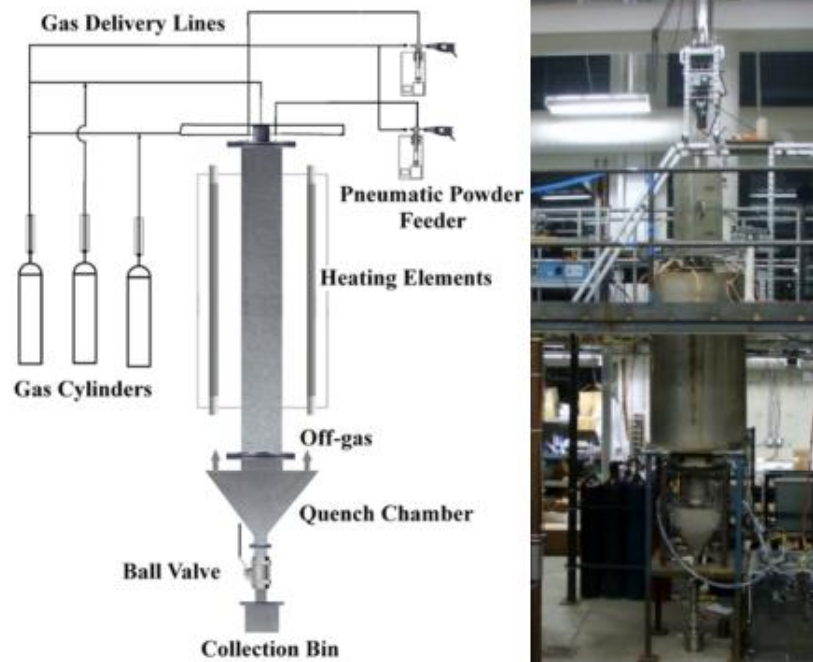 Gas Delivery Lines
Pneumatic Powder
Feeder
Heating Elements
Gas Cylinders
Off-gas
Quench Chamber
Ball Valve
Collection Bin